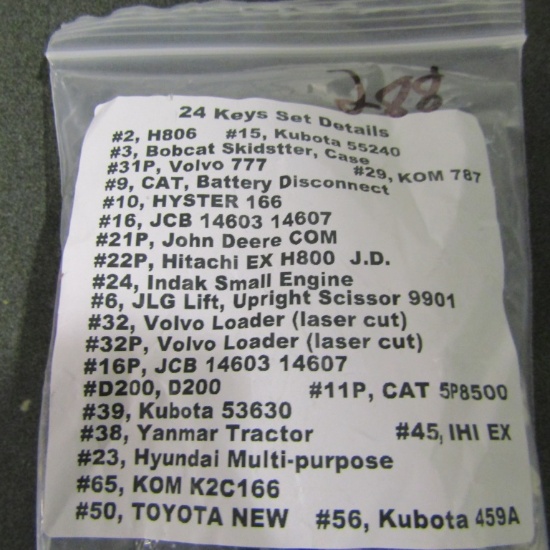 288
24 Keys Set Details
#2, H806 #15, Kubota 55240
#3, Bobcat Skidstter, Case
#31P, Volvo 777 #29, KOM 787
#9, CAT, Battery Disconnect
#10, HYSTER 166
#16, JCB 14603 14607
#21P, John Deere COM
#22P, Hitachi EX H800 J.D.
#24, Indak Small Engine
#6, JLG Lift, Upright Scissor 9901
#32, Volvo Loader (laser cut)
#32P, Volvo Loader (laser cut)
#16P, JCB 14603 14607
#D200, D200 #11P, CAT 5P8500
#39, Kubota 53630
#38, Yanmar Tractor #45, IHI EX
#23, Hyundai Multi-purpose
#65, KOM K2C166
#50, TOYOTA NEW #56, Kubota 459A